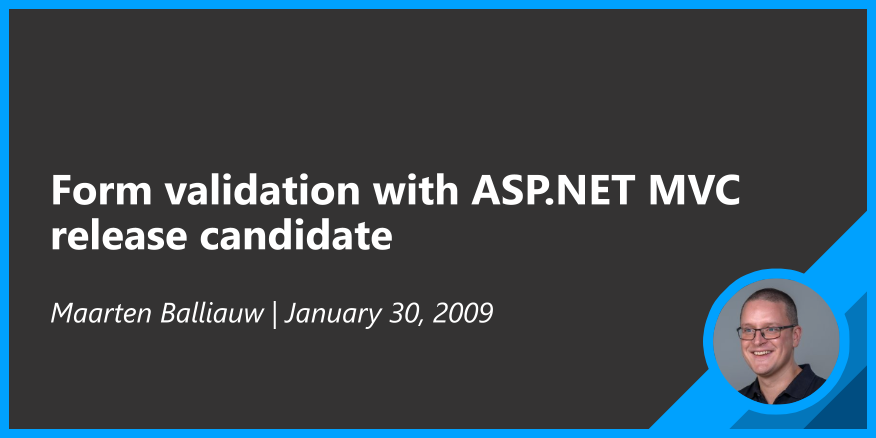 Form validation with ASP.NET MVC
release candidate
Maarten Balliauw | January 30, 2009